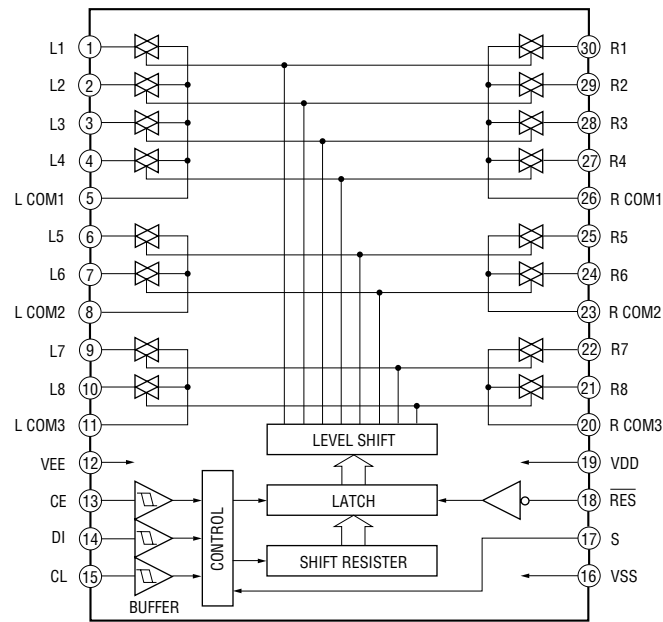 L1 1 30 R1
L2 2 29 R2
L3 3 28 R3
L4 4 27 R4
L COM1 5 26 R COM1
L5 6 25 R5
L6 7 24 R6
L COM2 8 23 R COM2
L7 9 22 R7
L8 10 21 R8
L COM3 11 20 R COM3
LEVEL SHIFT
VEE 12 19 VDD
CE 13 LATCH 18 RES
DI 14 CONTROL 17 S
CL 15 SHIFT RESISTER 16 VSS
BUFFER